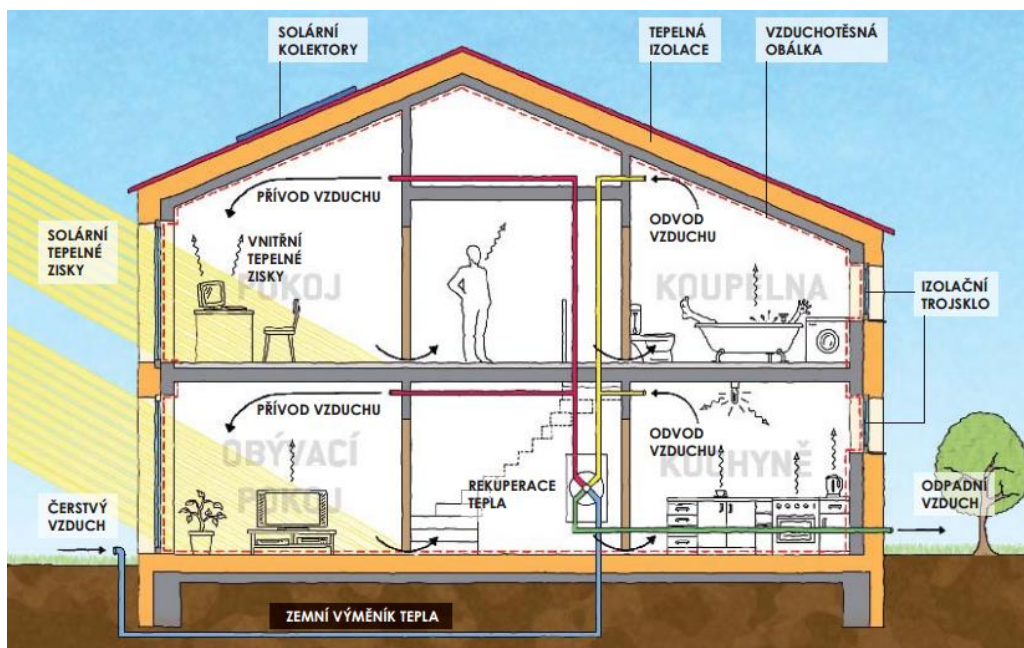 SOLÁRNÍ
KOLEKTORY
TEPELNÁ
IZOLACE
VZDUCHOTĚSNÁ
OBÁLKA
PŘÍVOD VZDUCHU
ODVOD
VZDUCHU
SOLÁRNÍ
TEPELNÉ
ZISKY
VNITŘNÍ
TEPELNÉ
ZISKY
POKOJ
KOUPELNA
IZOLAČNÍ
TROJSKLO
PŘÍVOD VZDUCHU
ODVOD
VZDUCHU
OBÝVACÍ
POKOJ
KUCHYNĚ
REKUPERACE
TEPLA
ČERSTVÝ
VZDUCH
ODPADNÍ
VZDUCH
ZEMNÍ VÝMĚNÍK TEPLA